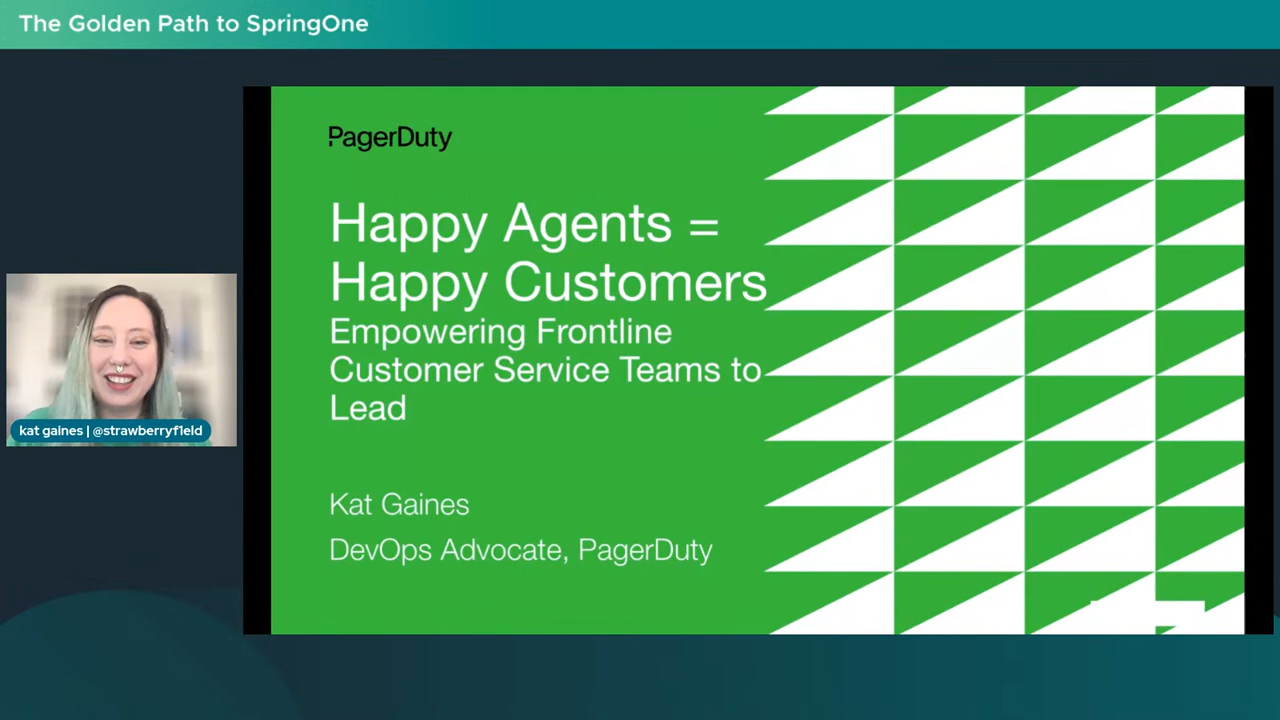 The Golden Path to SpringOne
PagerDuty
Happy Agents =
Happy Customers
Empowering Frontline
Customer Service Teams to
Lead
Kat Gaines
DevOps Advocate, PagerDuty
kat gaines | @strawberryf1eld